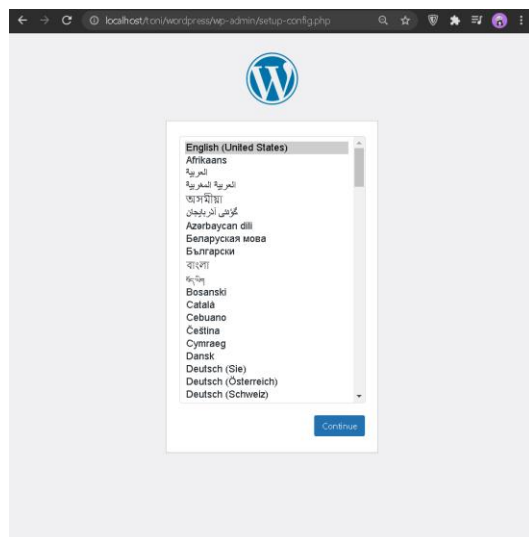 localhost/toni/wordpress/wp-admin/setup-config.php
English (United States)
Afrikaans
العربية
العربية المغربية
অসমীয়া
گؤنئی آذربایجان
Azərbaycan dili
Беларуская мова
Български
বাংলা
Bosanski
Català
Cebuano
Čeština
Cymraeg
Dansk
Deutsch (Sie)
Deutsch (Österreich)
Deutsch (Schweiz)
Continue